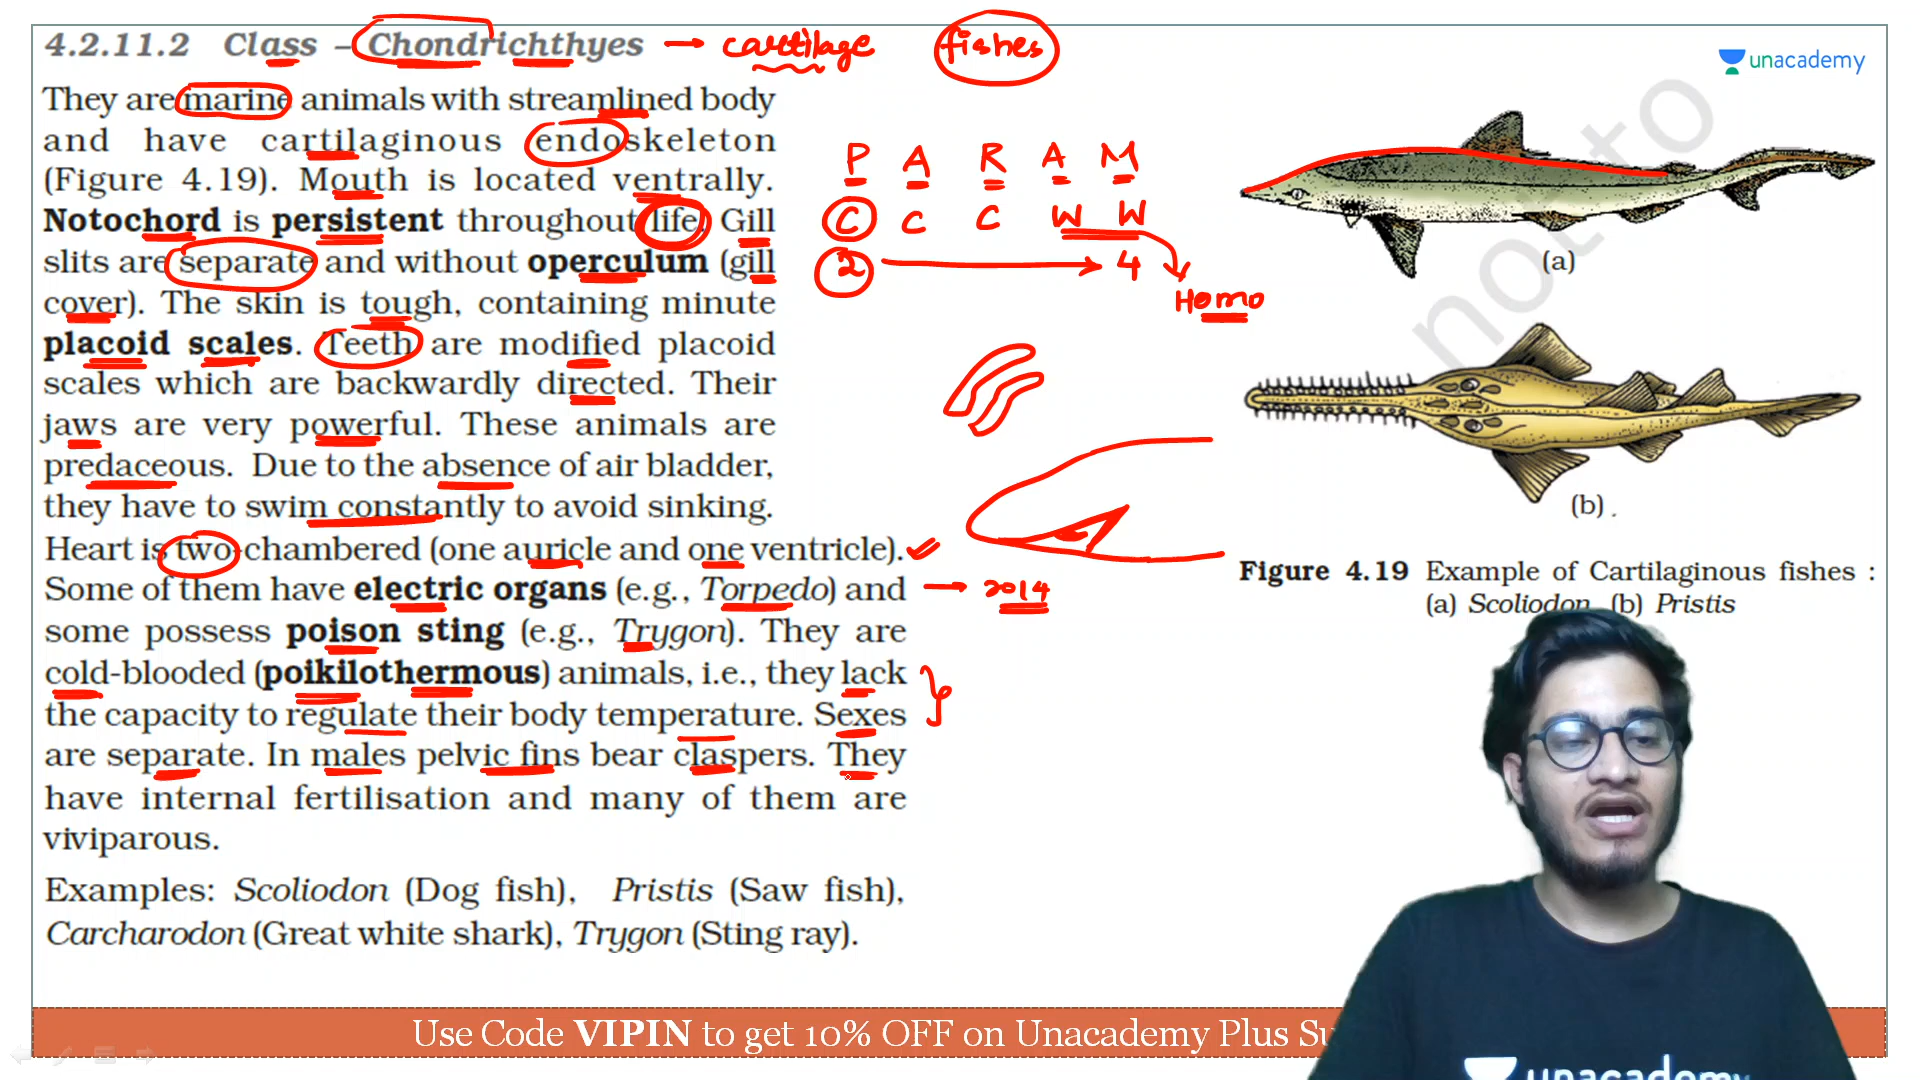 4.2.11.2 Class – Chondrichthyes → cartilage fishes
unacademy
They are marine animals with streamlined body
and have cartilaginous endoskeleton
(Figure 4.19). Mouth is located ventrally.
Notochord is persistent throughout life. Gill
slits are separate and without operculum (gill
cover). The skin is tough, containing minute
placoid scales. Teeth are modified placoid
scales which are backwardly directed. Their
jaws are very powerful. These animals are
predaceous. Due to the absence of air bladder,
they have to swim constantly to avoid sinking.
Heart is two-chambered (one auricle and one ventricle).
Some of them have electric organs (e.g., Torpedo) and → 2014
some possess poison sting (e.g., Trygon). They are
cold-blooded (poikilothermous) animals, i.e., they lack
the capacity to regulate their body temperature. Sexes
are separate. In males pelvic fins bear claspers. They
have internal fertilisation and many of them are
viviparous.
Examples: Scoliodon (Dog fish), Pristis (Saw fish),
Carcharodon (Great white shark), Trygon (Sting ray).
P A R A M
C C C W W
2 → 4
Homo
not to
(a)
(b)
Figure 4.19 Example of Cartilaginous fishes :
(a) Scoliodon (b) Pristis
Use Code VIPIN to get 10% OFF on Unacademy Plus Su
unacademy